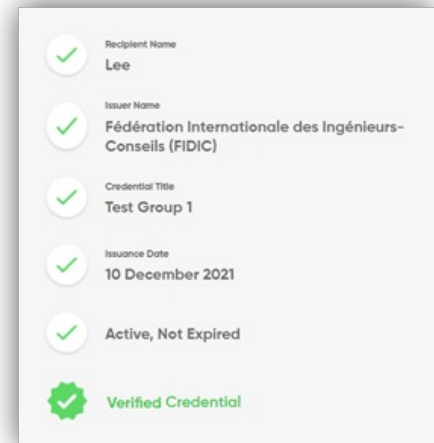 Recipient Name
Lee
Issuer Name
Fédération Internationale des Ingénieurs-
Conseils (FIDIC)
Credential Title
Test Group 1
Issuance Date
10 December 2021
Active, Not Expired
Verified Credential